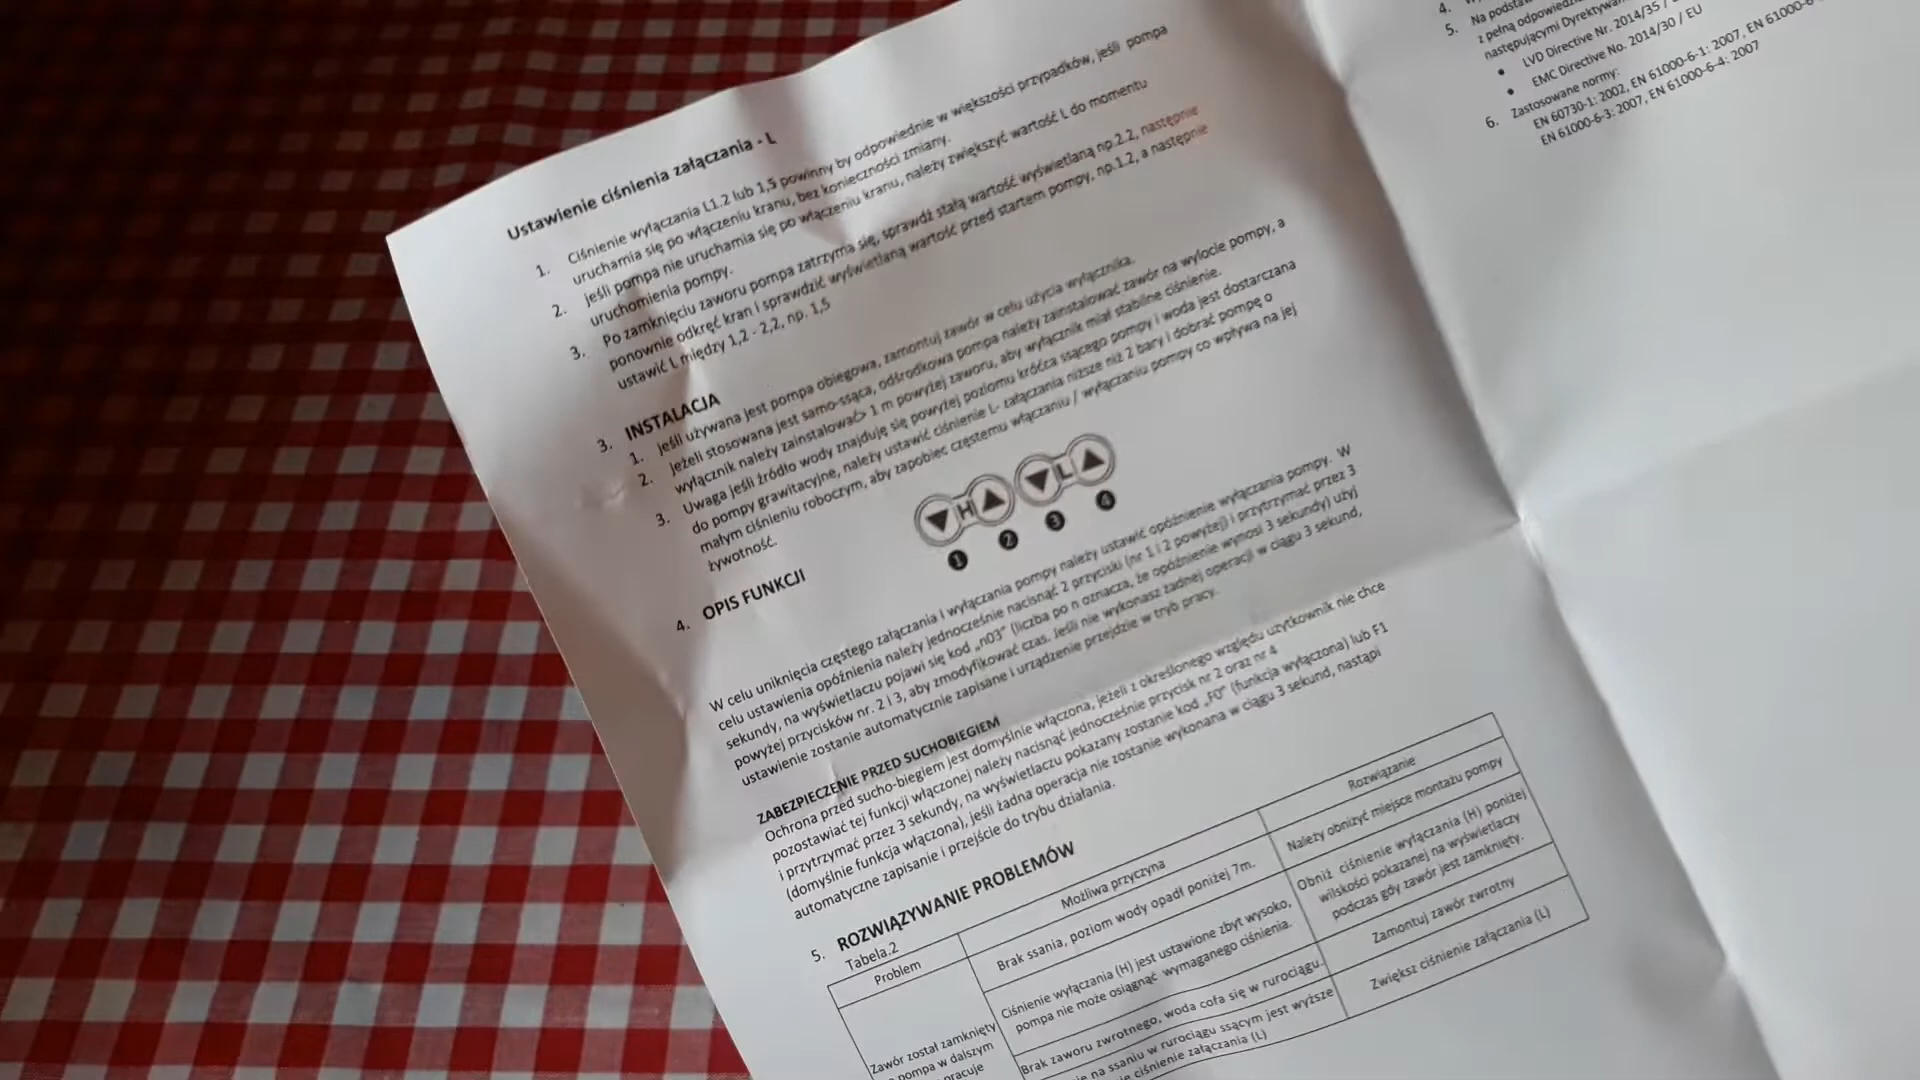 Ustawienie ciśnienia załączania - L
1. Ciśnienie wyłączania L1.2 lub 1,5 powinny by odpowiednie w większości przypadków, jeśli pompa
uruchamia się po włączeniu kranu, bez konieczności zmiany.
2. jeśli pompa nie uruchamia się po włączeniu kranu, należy zwiększyć wartość L do momentu
uruchomienia pompy.
3. Po zamknięciu zaworu pompa zatrzyma się, sprawdź stałą wartość wyświetlaną np.2.2, następnie
ponownie odkręć kran i sprawdzić wyświetlaną wartość przed startem pompy, np.1.2, a następnie
ustawić L między 1,2 - 2,2, np. 1,5
3. INSTALACJA
1. jeśli używana jest pompa obiegowa, zamontuj zawór w celu użycia wyłącznika.
2. jeżeli stosowana jest samo-ssąca, odśrodkowa pompa należy zainstalować zawór na wylocie pompy, a
wyłącznik należy zainstalować> 1 m powyżej zaworu, aby wyłącznik miał stabilne ciśnienie.
3. Uwaga jeśli źródło wody znajduję się powyżej poziomu króćca ssącego pompy i woda jest dostarczana
do pompy grawitacyjne, należy ustawić ciśnienie L- załączania niższe niż 2 bary i dobrać pompę o
małym ciśnieniu roboczym, aby zapobiec częstemu włączaniu / wyłączaniu pompy co wpływa na jej
żywotność.
▼H▲ ▼L▲
1 2 3 4
4. OPIS FUNKCJI
W celu uniknięcia częstego załączania i wyłączania pompy należy ustawić opóźnienie wyłączania pompy. W
celu ustawienia opóźnienia należy jednocześnie nacisnąć 2 przyciski (nr 1 i 2 powyżej) i przytrzymać przez 3
sekundy, na wyświetlaczu pojawi się kod „n03” (liczba po n oznacza, że opóźnienie wynosi 3 sekundy) użyj
powyżej przycisków nr. 2 i 3, aby zmodyfikować czas. Jeśli nie wykonasz żadnej operacji w ciągu 3 sekund,
ustawienie zostanie automatycznie zapisane i urządzenie przejdzie w tryb pracy.
ZABEZPIECZENIE PRZED SUCHOBIEGIEM
Ochrona przed sucho-biegiem jest domyślnie włączona, jeżeli z określonego względu użytkownik nie chce
pozostawiać tej funkcji włączonej należy nacisnąć jednocześnie przycisk nr 2 oraz nr 4
i przytrzymać przez 3 sekundy, na wyświetlaczu pokazany zostanie kod „F0” (funkcja wyłączona) lub F1
(domyślnie funkcja włączona), jeśli żadna operacja nie zostanie wykonana w ciągu 3 sekund, nastąpi
automatyczne zapisanie i przejście do trybu działania.
5. ROZWIĄZYWANIE PROBLEMÓW
Tabela.2
Problem Możliwa przyczyna Rozwiązanie
Brak ssania, poziom wody opadł poniżej 7m. Należy obniżyć miejsce montażu pompy
Ciśnienie wyłączania (H) jest ustawione zbyt wysoko,
pompa nie może osiągnąć wymaganego ciśnienia.
Obniż ciśnienie wyłączania (H) poniżej
wilskości pokazanej na wyświetlaczy
podczas gdy zawór jest zamknięty.
Brak zaworu zwrotnego, woda cofa się w rurociągu. Zamontuj zawór zwrotny
na ssaniu w rurociągu ssącym jest wyższe
ciśnienie załączania (L)
Zwiększ ciśnienie załączania (L)
Zawór został zamknięty
pompa w dalszym
pracuje
4.
5. Na podstaw
z pełną odpowiedzi
następującymi Dyrektywa
• LVD Directive Nr. 2014/35 /
• EMC Directive No. 2014/30 / EU
6. Zastosowane normy:
EN 60730-1: 2002, EN 61000-6-1: 2007, EN 61000-6
EN 61000-6-3: 2007, EN 61000-6-4: 2007